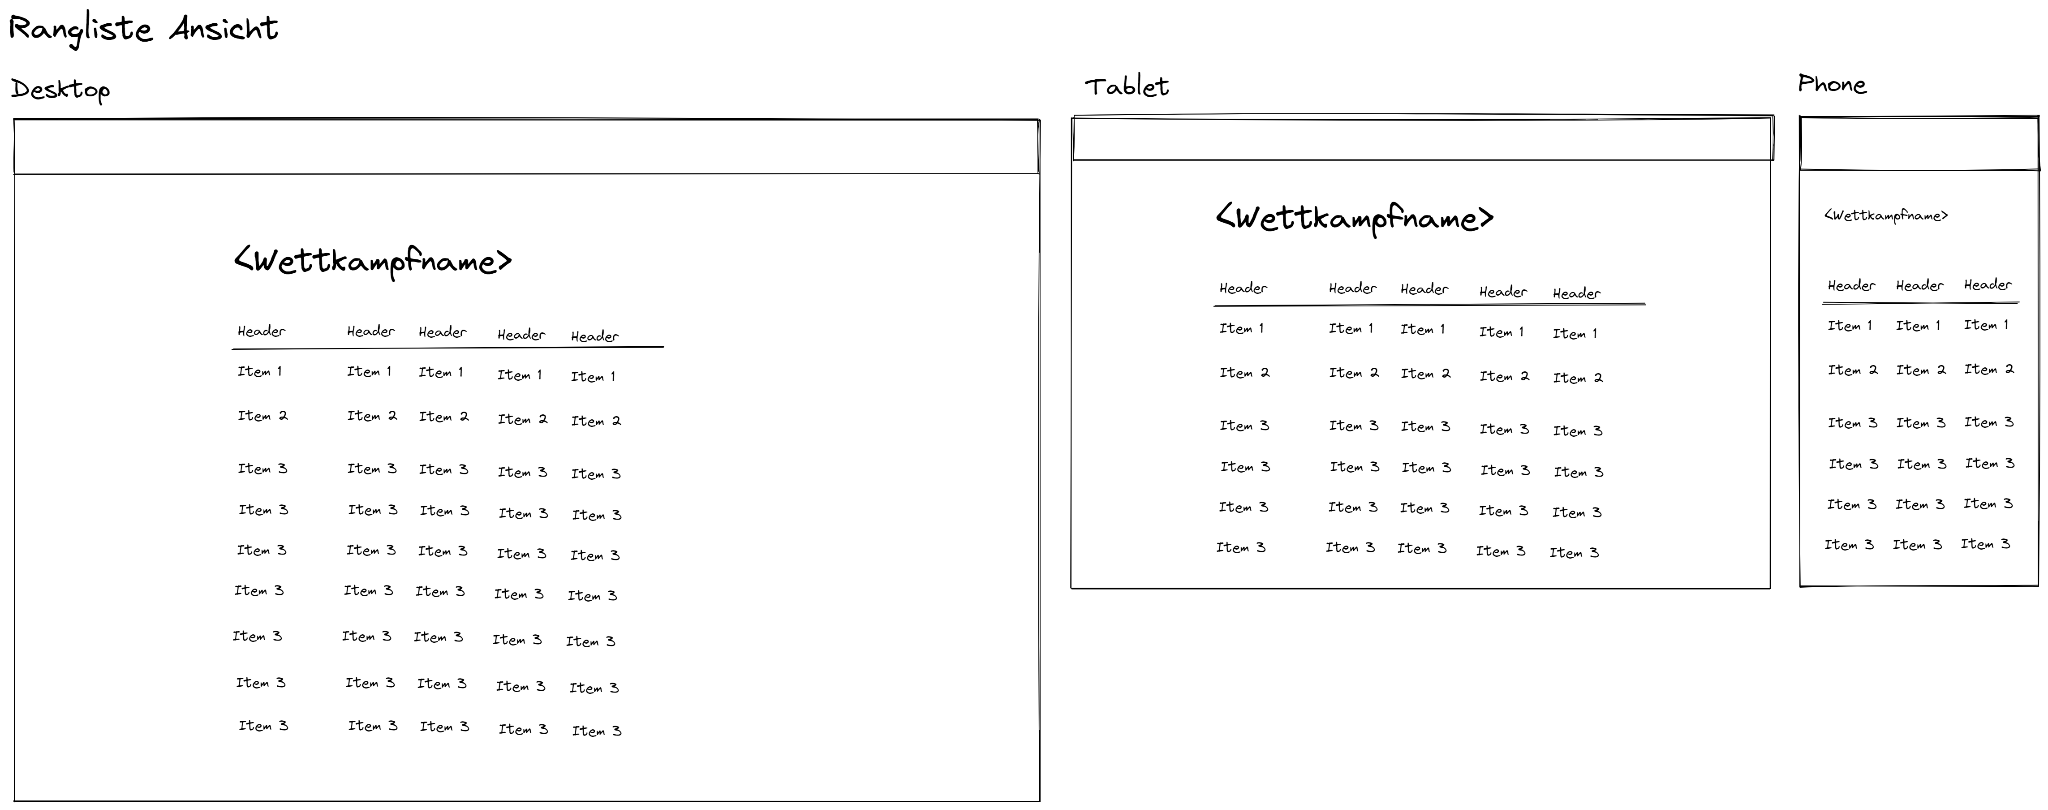 Rangliste Ansicht
Desktop
<Wettkampfname>
Header Header Header Header Header
Item 1 Item 1 Item 1 Item 1 Item 1
Item 2 Item 2 Item 2 Item 2 Item 2
Item 3 Item 3 Item 3 Item 3 Item 3
Item 3 Item 3 Item 3 Item 3 Item 3
Item 3 Item 3 Item 3 Item 3 Item 3
Item 3 Item 3 Item 3 Item 3 Item 3
Item 3 Item 3 Item 3 Item 3 Item 3
Item 3 Item 3 Item 3 Item 3 Item 3
Item 3 Item 3 Item 3 Item 3 Item 3
Tablet
<Wettkampfname>
Header Header Header Header Header
Item 1 Item 1 Item 1 Item 1 Item 1
Item 2 Item 2 Item 2 Item 2 Item 2
Item 3 Item 3 Item 3 Item 3 Item 3
Item 3 Item 3 Item 3 Item 3 Item 3
Item 3 Item 3 Item 3 Item 3 Item 3
Item 3 Item 3 Item 3 Item 3 Item 3
Phone
<Wettkampfname>
Header Header Header
Item 1 Item 1 Item 1
Item 2 Item 2 Item 2
Item 3 Item 3 Item 3
Item 3 Item 3 Item 3
Item 3 Item 3 Item 3
Item 3 Item 3 Item 3